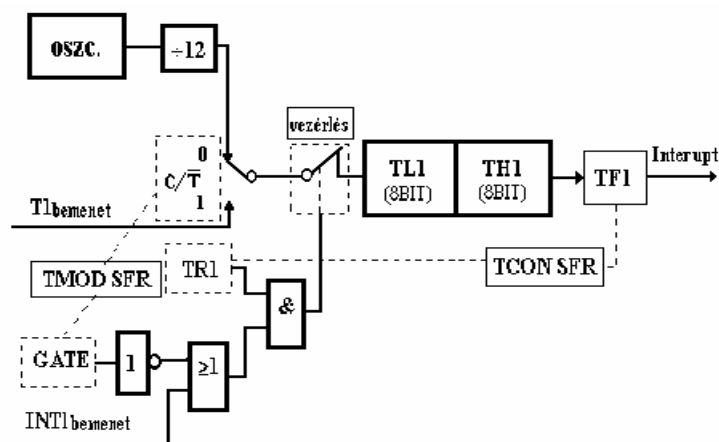 OSZC.
÷12
vezérlés
0
C/T̅
1
TL1
(8BIT)
TH1
(8BIT)
TF1
Interupt
T1bemenet
TMOD SFR
TR1
TCON SFR
&
GATE
1
≥1
INT1bemenet